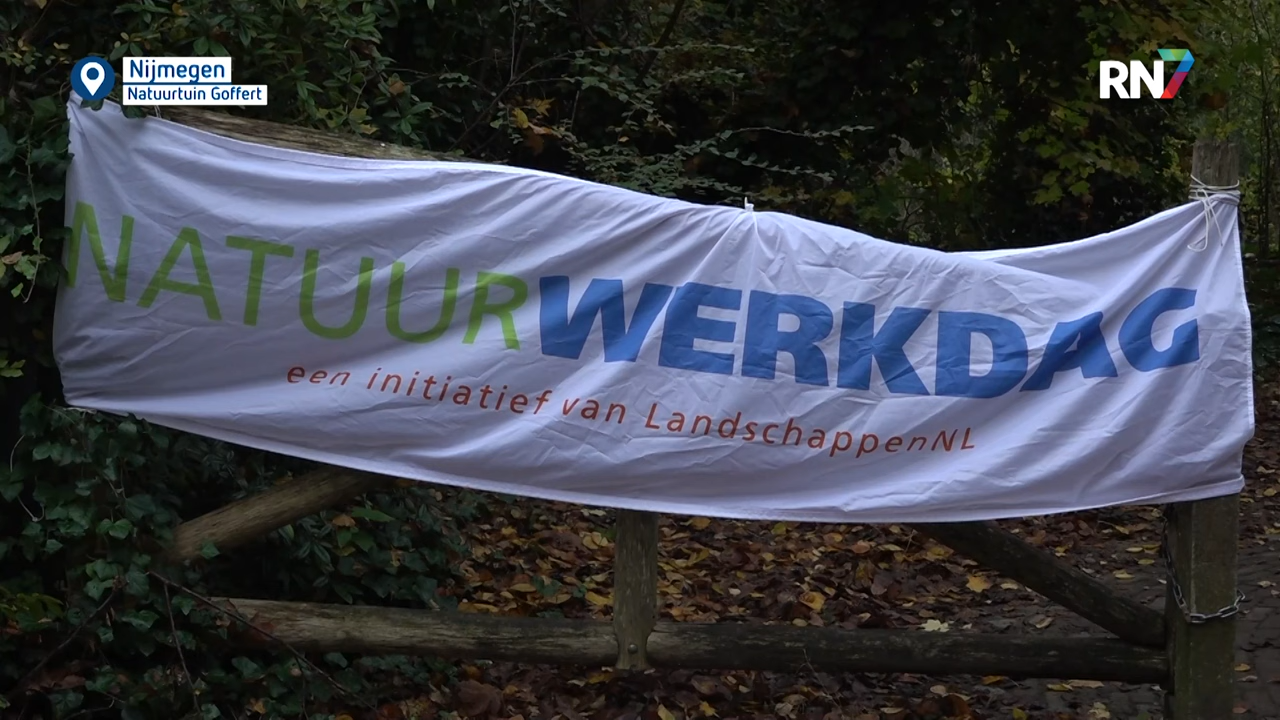 Nijmegen
Natuurtuin Goffert
RN7
NATUURWERKDAG
een initiatief van LandschappenNL